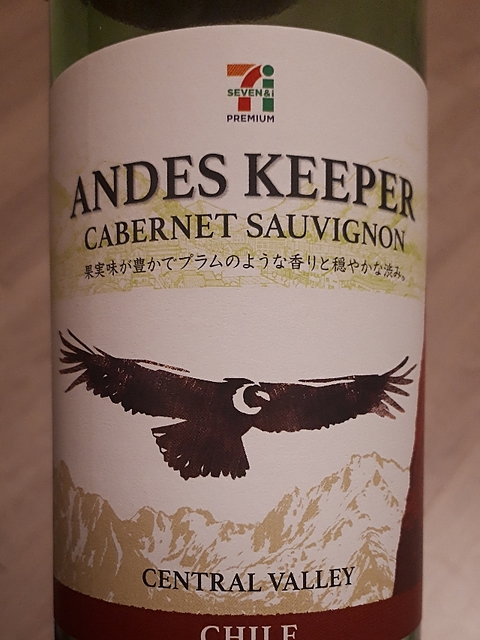 SEVEN&i
PREMIUM
ANDES KEEPER
CABERNET SAUVIGNON
果実味が豊かでプラムのような香りと穏やかな渋み。
CENTRAL VALLEY
CHILE